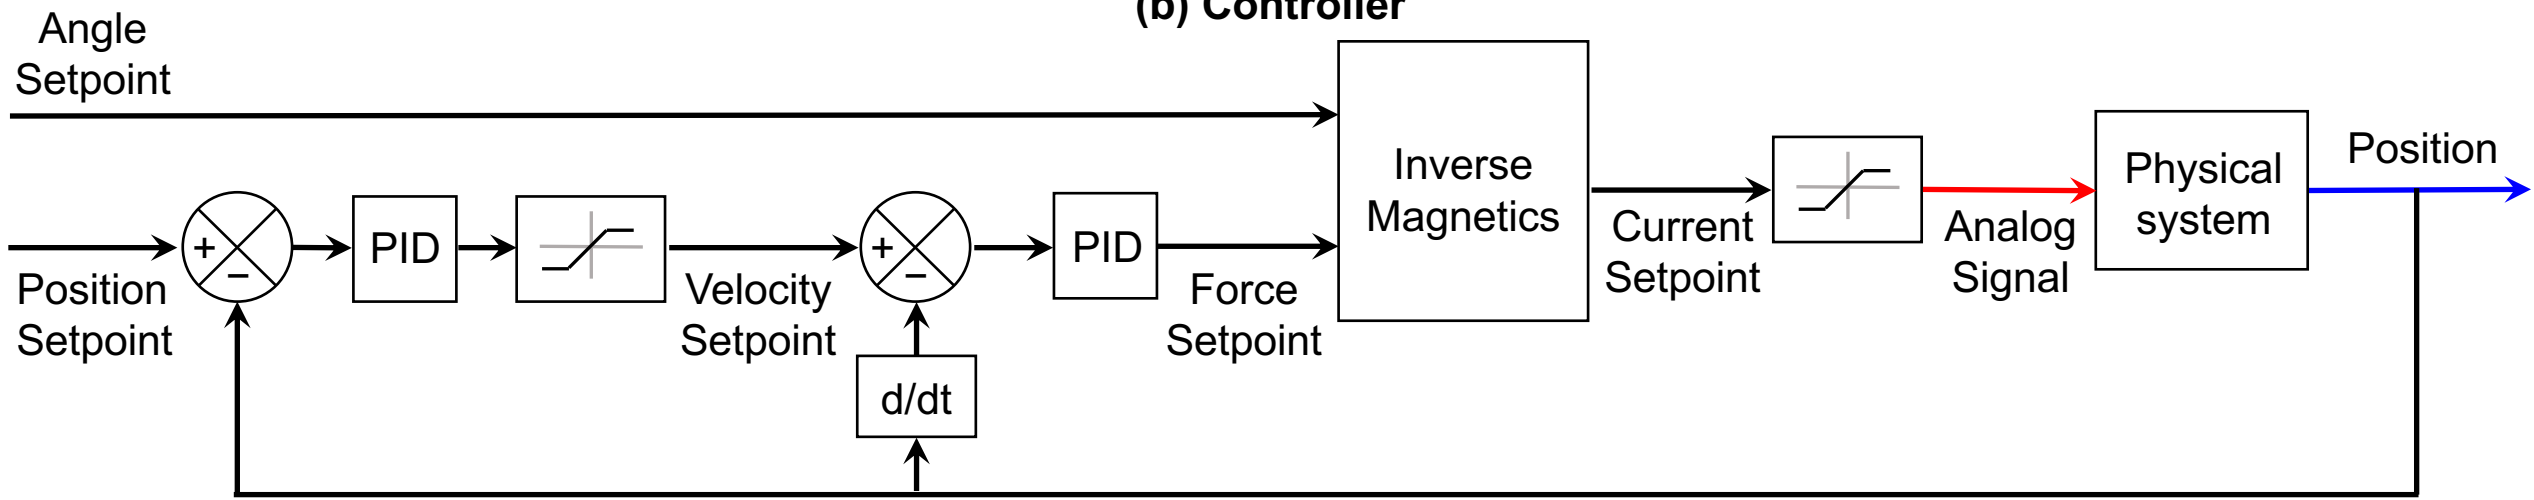 (b) Controller
Angle
Setpoint
Position
Setpoint
+
−
PID
Velocity
Setpoint
+
−
d/dt
PID
Force
Setpoint
Inverse
Magnetics
Current
Setpoint
Analog
Signal
Physical
system
Position